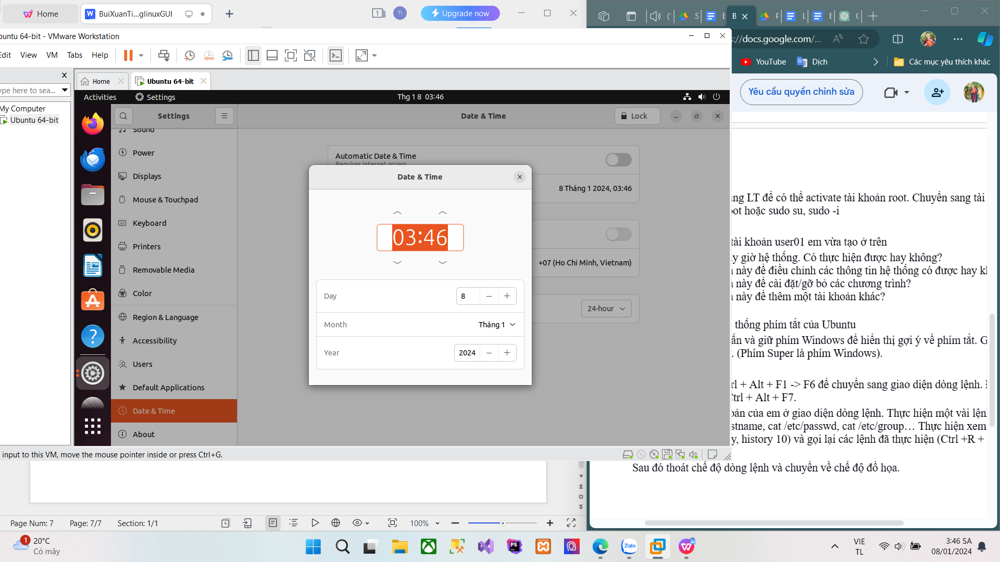 Home
BuiXuanTi...glinuxGUI
Ti
Upgrade now
Ubuntu 64-bit - VMware Workstation
Edit
View
VM
Tabs
Help
Type here to sea...
My Computer
Ubuntu 64-bit
Home
Ubuntu 64-bit
Activities
Settings
Thg 1 8 03:46
Settings
Date & Time
Lock
Sound
Power
Displays
Mouse & Touchpad
Keyboard
Printers
Removable Media
Color
Region & Language
Accessibility
Users
Default Applications
Date & Time
About
Automatic Date & Time
Requires internet access
8 Tháng 1 2024, 03:46
+07 (Ho Chi Minh, Vietnam)
24-hour
Date & Time
03:46
Day
8
Month
Tháng 1
Year
2024
input to this VM, move the mouse pointer inside or press Ctrl+G.
s://docs.google.com/...
YouTube
Dịch
Các mục yêu thích khác
Yêu cầu quyền chỉnh sửa
ng LT để có thể activate tài khoản root. Chuyển sang tài
oot hoặc sudo su, sudo -i
tài khoản user01 em vừa tạo ở trên
y giờ hệ thống. Có thực hiện được hay không?
n này để điều chỉnh các thông tin hệ thống có được hay kh
n này để cài đặt/gỡ bỏ các chương trình?
n này để thêm một tài khoản khác?
thống phím tắt của Ubuntu
ấn và giữ phím Windows để hiển thị gợi ý về phím tắt. G
. (Phím Super là phím Windows).
rl + Alt + F1 -> F6 để chuyển sang giao diện dòng lệnh.
Ctrl + Alt + F7.
oản của em ở giao diện dòng lệnh. Thực hiện một vài lện
stname, cat /etc/passwd, cat /etc/group… Thực hiện xem
y, history 10) và gọi lại các lệnh đã thực hiện (Ctrl +R +
Sau đó thoát chế độ dòng lệnh và chuyển về chế độ đồ họa.
Page Num: 7
Page: 7/7
Section: 1/1
100%
1
20°C
Có mây
PS
Zalo
VIE
TL
3:46 SA
08/01/2024